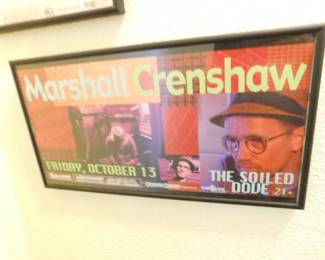 Marshall Crenshaw
FRIDAY, OCTOBER 13
THE SOILED
DOVE 21+